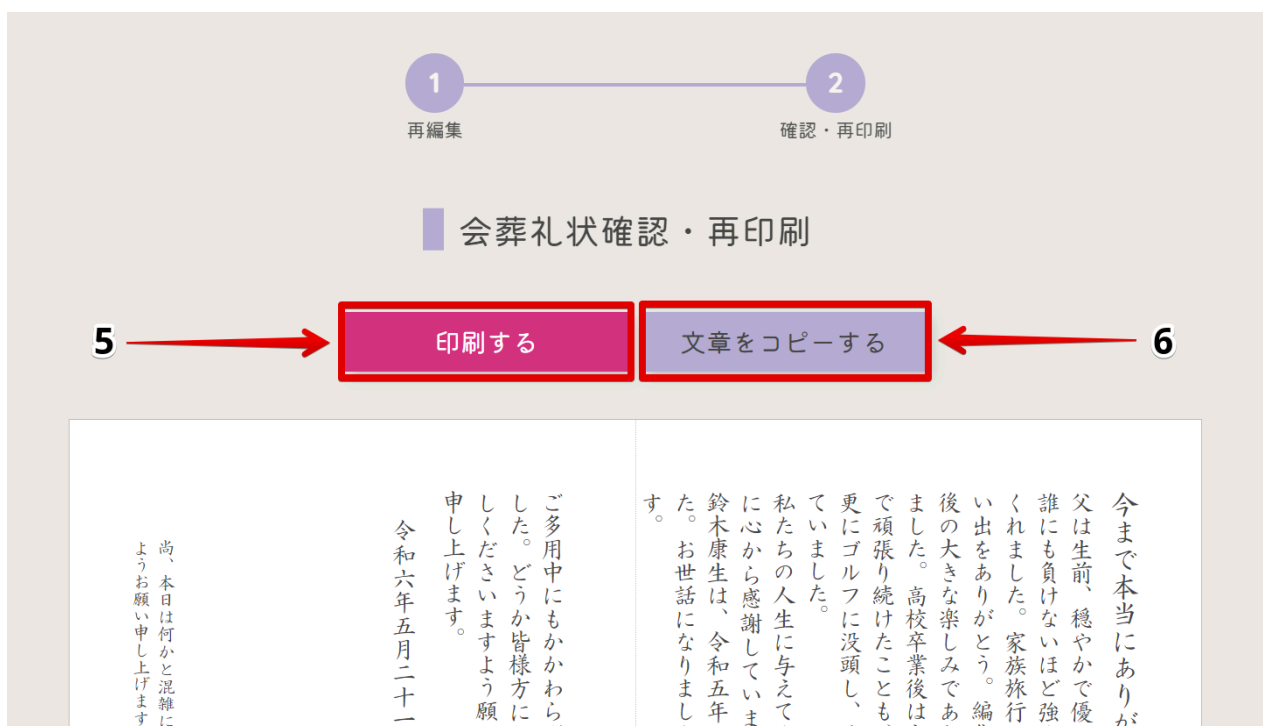 1
2
再編集
確認・再印刷
会葬礼状確認・再印刷
5
印刷する
文章をコピーする
6
今まで本当にありが
父は生前、穏やかで優
誰にも負けないほど強
くれました。家族旅行
い出をありがとう。編
後の大きな楽しみであ
ました。高校卒業後は
で頑張り続けたことも
更にゴルフに没頭し、
ていました。
私たちの人生に与えて
に心から感謝していま
鈴木康生は、令和五年
た。お世話になりまし
す。
ご多用中にもかかわら
した。どうか皆様方に
しくださいますよう願
申し上げます。
令和六年五月二十一
尚、本日は何かと混雑に
ようお願い申し上げます